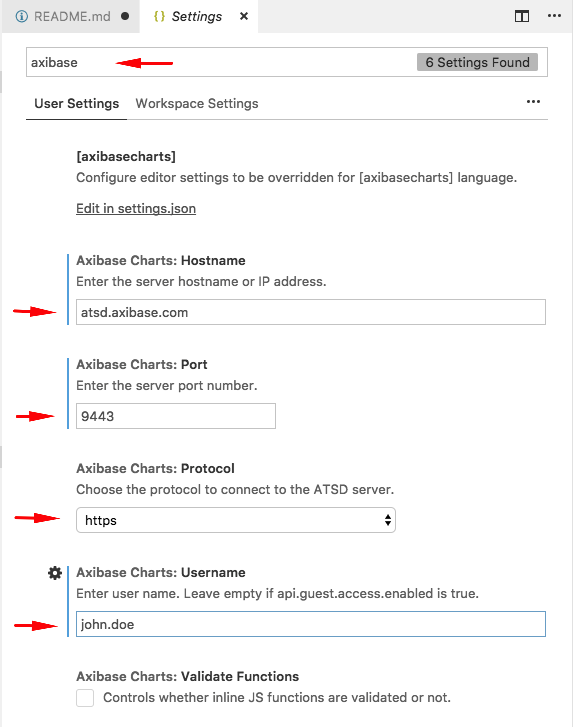 README.md
{ } Settings
axibase
6 Settings Found
User Settings Workspace Settings
[axibasecharts]
Configure editor settings to be overridden for [axibasecharts] language.
Edit in settings.json
Axibase Charts: Hostname
Enter the server hostname or IP address.
atsd.axibase.com
Axibase Charts: Port
Enter the server port number.
9443
Axibase Charts: Protocol
Choose the protocol to connect to the ATSD server.
https
Axibase Charts: Username
Enter user name. Leave empty if api.guest.access.enabled is true.
john.doe
Axibase Charts: Validate Functions
Controls whether inline JS functions are validated or not.